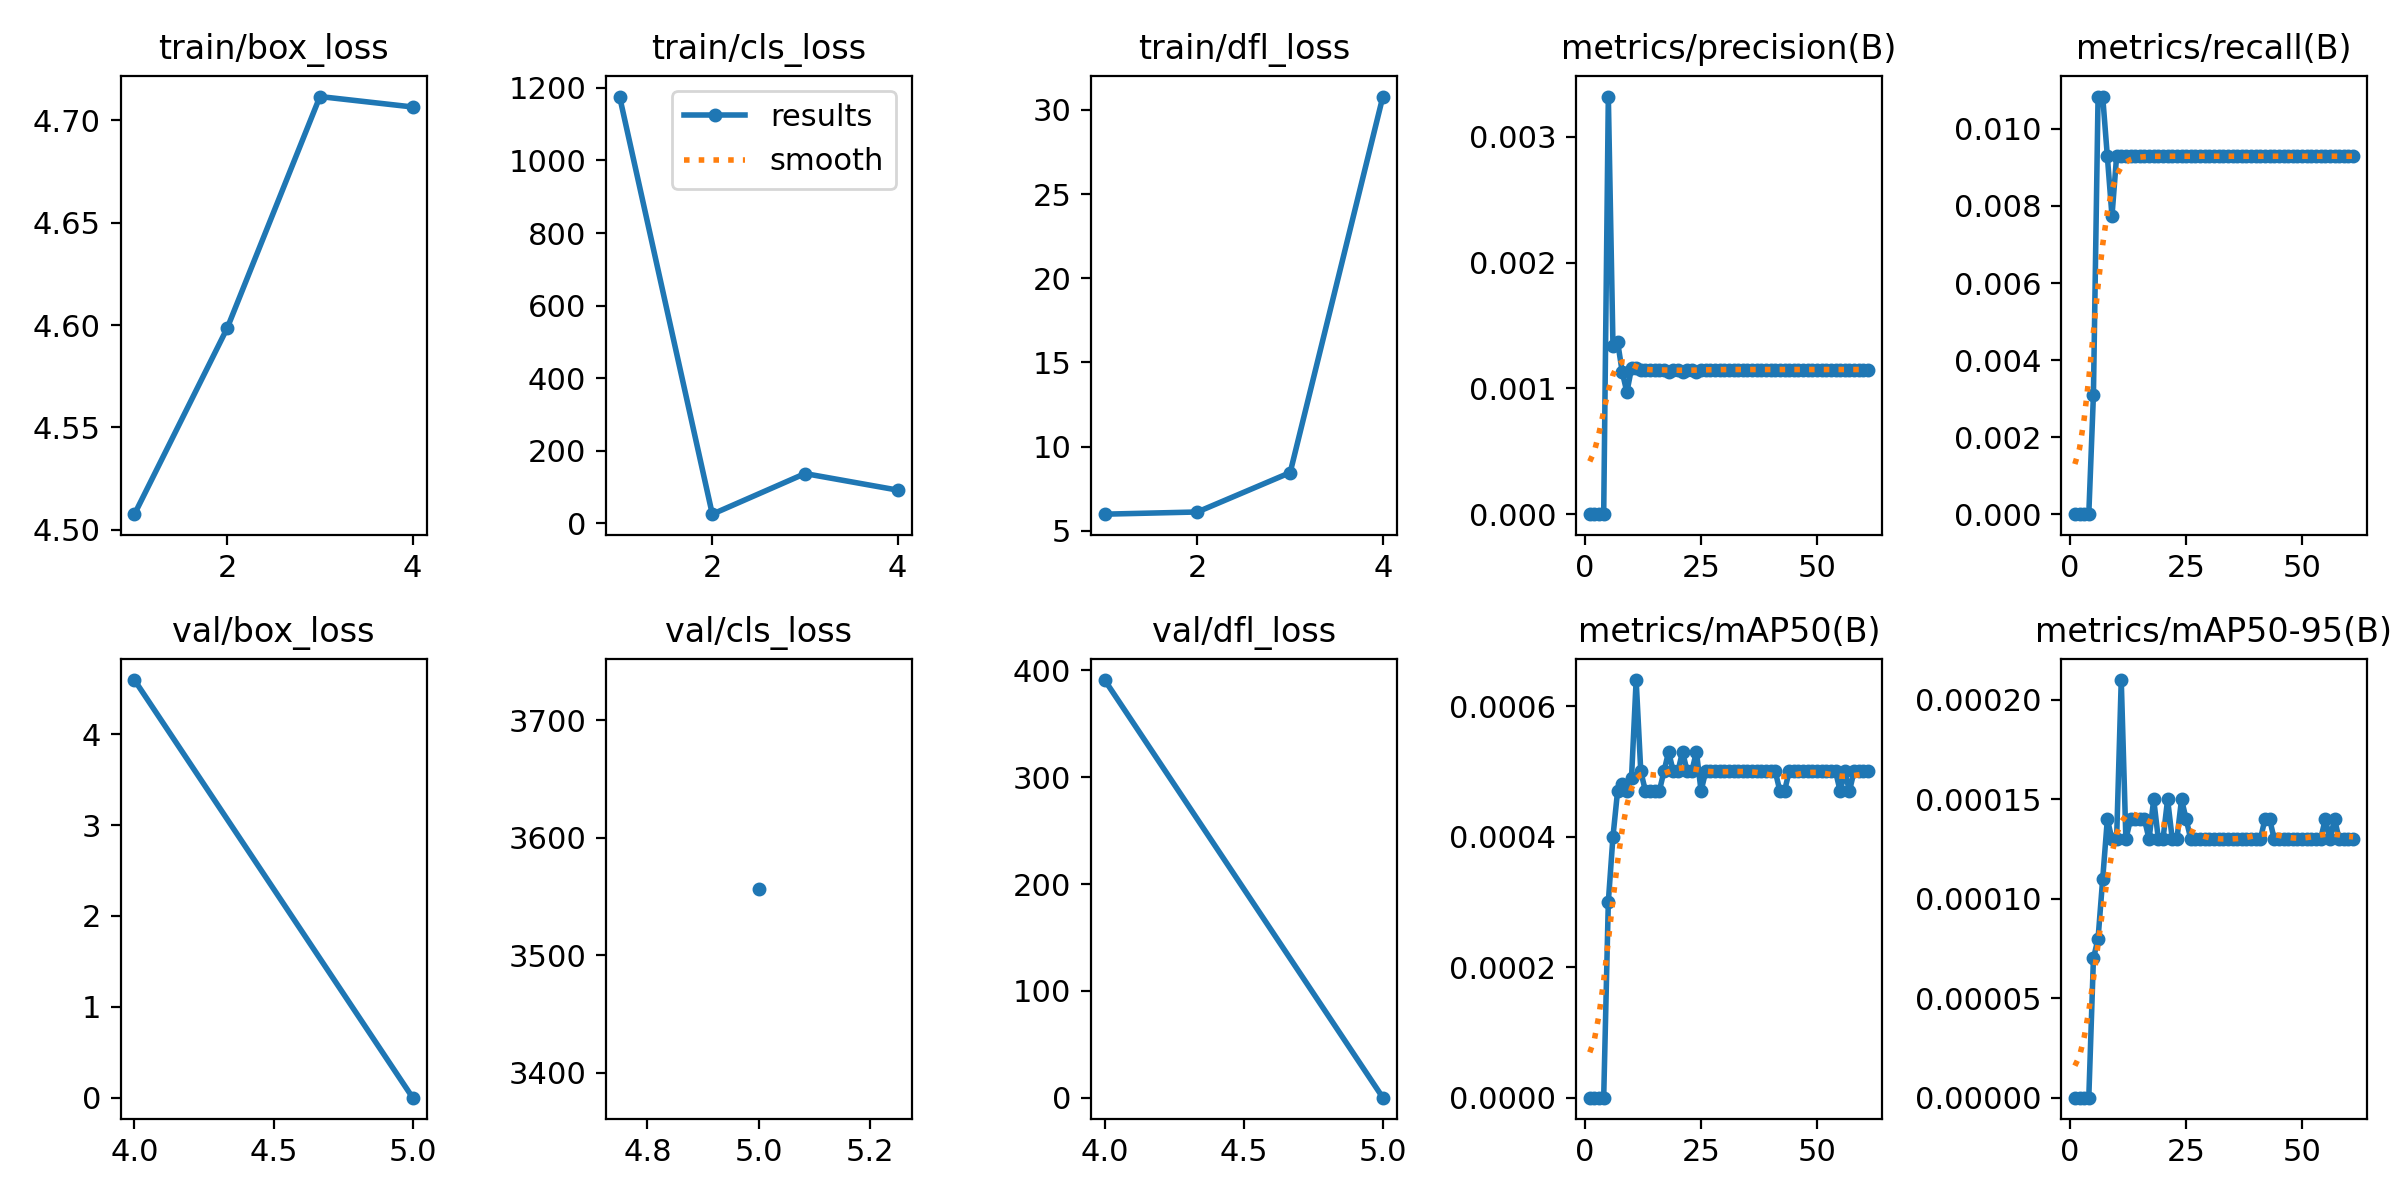 train/box_loss
4.70
4.65
4.60
4.55
4.50
2 4
train/cls_loss
1200
1000
800
600
400
200
0
2 4
results
smooth
train/dfl_loss
30
25
20
15
10
5
2 4
metrics/precision(B)
0.003
0.002
0.001
0.000
0 25 50
metrics/recall(B)
0.010
0.008
0.006
0.004
0.002
0.000
0 25 50
val/box_loss
4
3
2
1
0
4.0 4.5 5.0
val/cls_loss
3700
3600
3500
3400
4.8 5.0 5.2
val/dfl_loss
400
300
200
100
0
4.0 4.5 5.0
metrics/mAP50(B)
0.0006
0.0004
0.0002
0.0000
0 25 50
metrics/mAP50-95(B)
0.00020
0.00015
0.00010
0.00005
0.00000
0 25 50